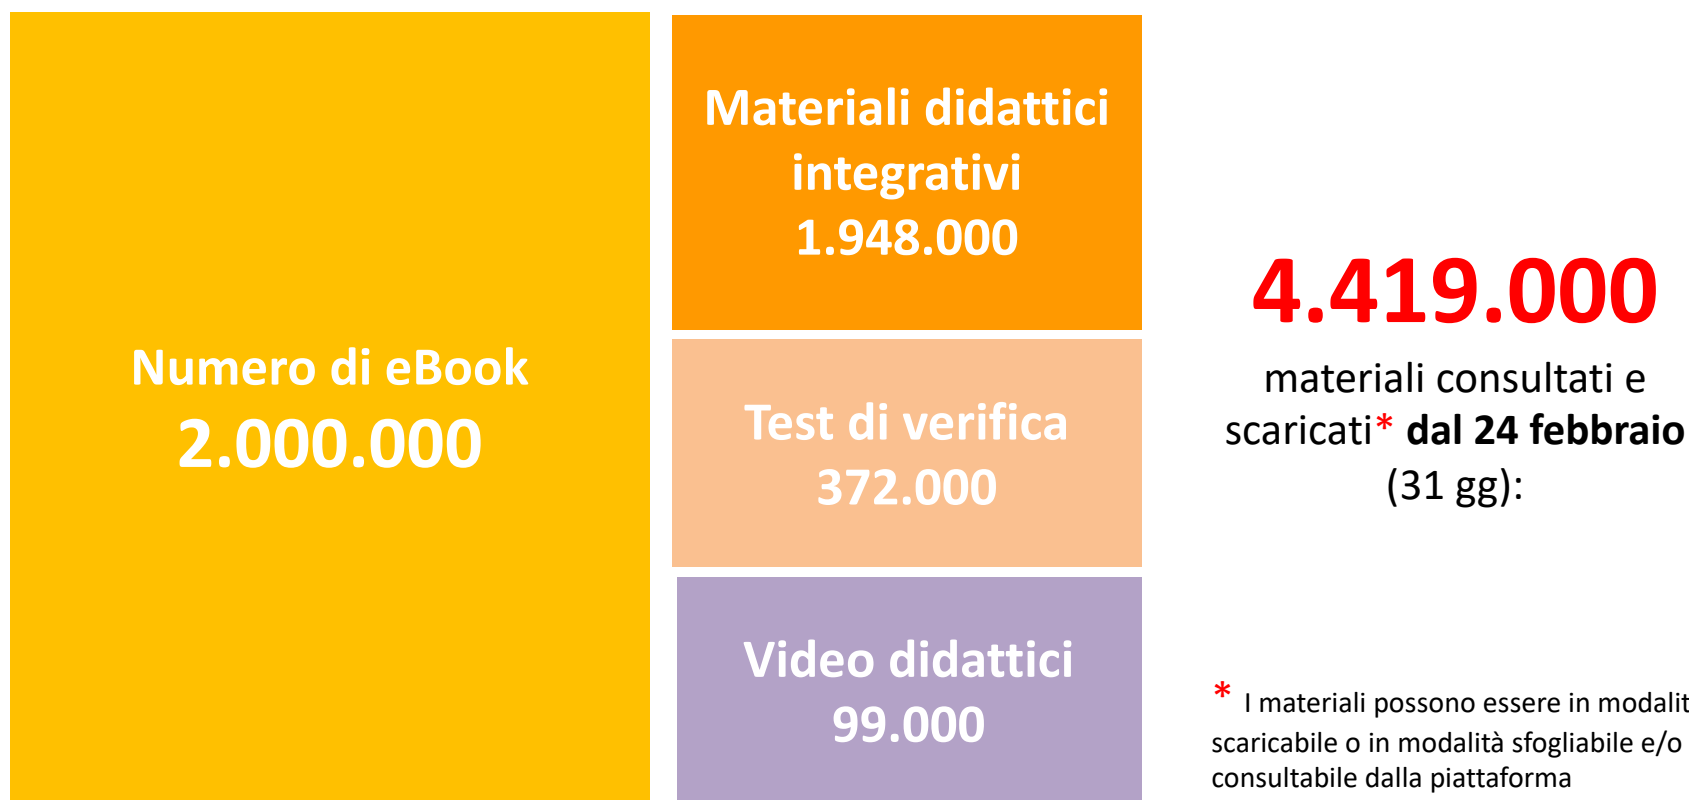 Numero di eBook
2.000.000
Materiali didattici
integrativi
1.948.000
Test di verifica
372.000
Video didattici
99.000
4.419.000
materiali consultati e
scaricati* dal 24 febbraio
(31 gg):
* I materiali possono essere in modalit
scaricabile o in modalità sfogliabile e/o
consultabile dalla piattaforma